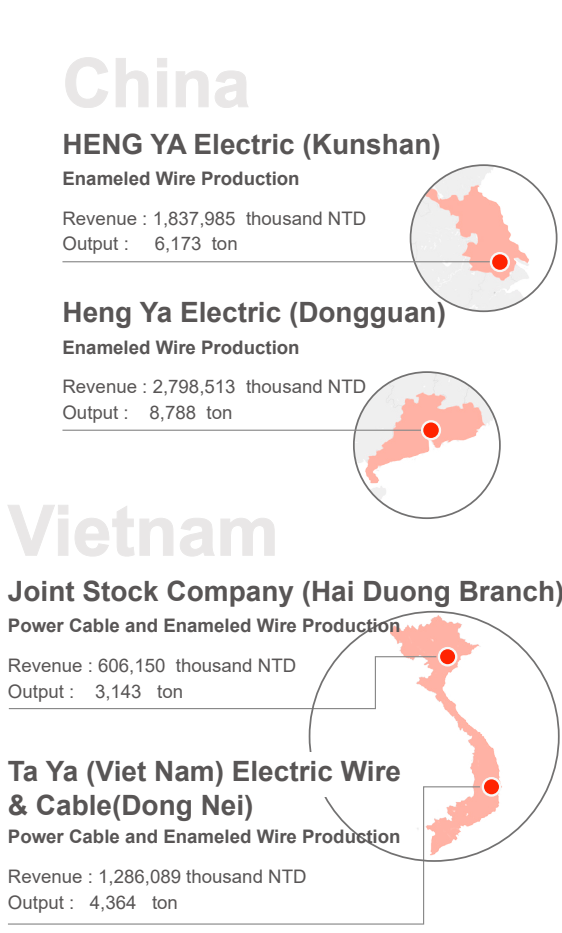 China
HENG YA Electric (Kunshan)
Enameled Wire Production
Revenue : 1,837,985 thousand NTD
Output : 6,173 ton
Heng Ya Electric (Dongguan)
Enameled Wire Production
Revenue : 2,798,513 thousand NTD
Output : 8,788 ton
Vietnam
Joint Stock Company (Hai Duong Branch)
Power Cable and Enameled Wire Production
Revenue : 606,150 thousand NTD
Output : 3,143 ton
Ta Ya (Viet Nam) Electric Wire
& Cable(Dong Nei)
Power Cable and Enameled Wire Production
Revenue : 1,286,089 thousand NTD
Output : 4,364 ton